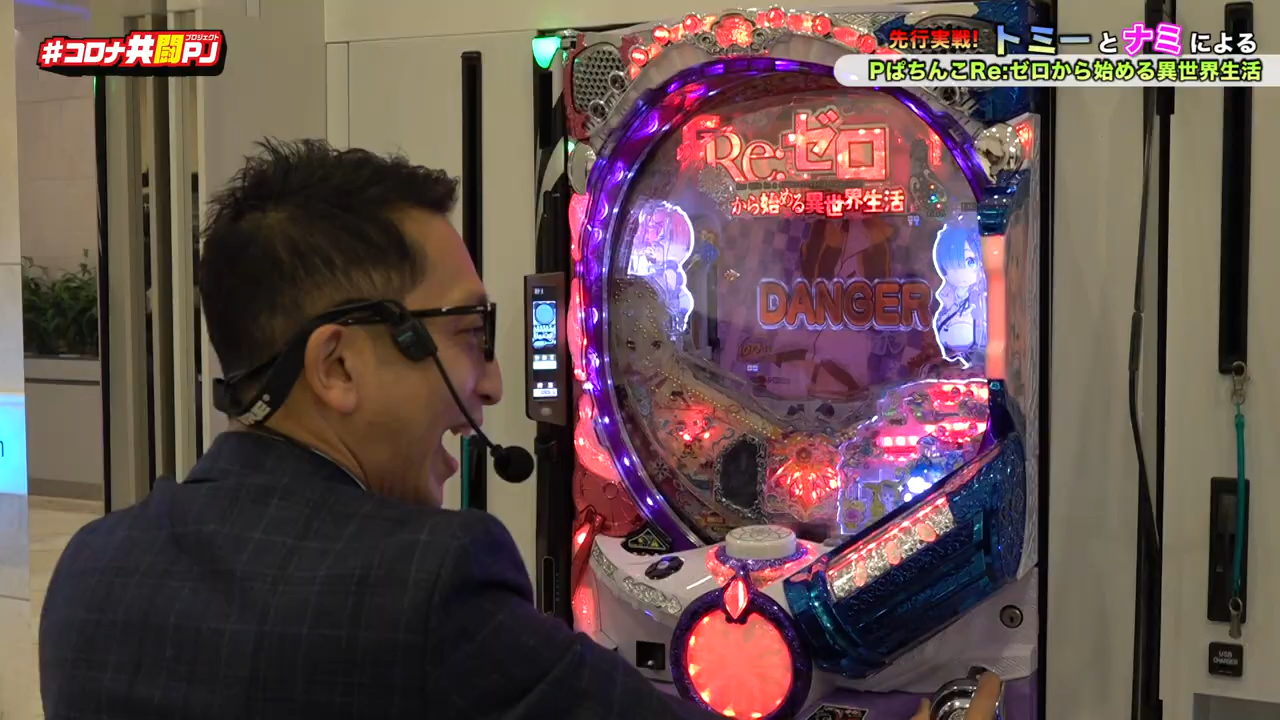 プロジェクト
#コロナ共闘PJ
先行実戦! トミーとナミによる
PぱちんこRe:ゼロから始める異世界生活
Re:ゼロ
から始める異世界生活
DANGER
USB
CHARGER